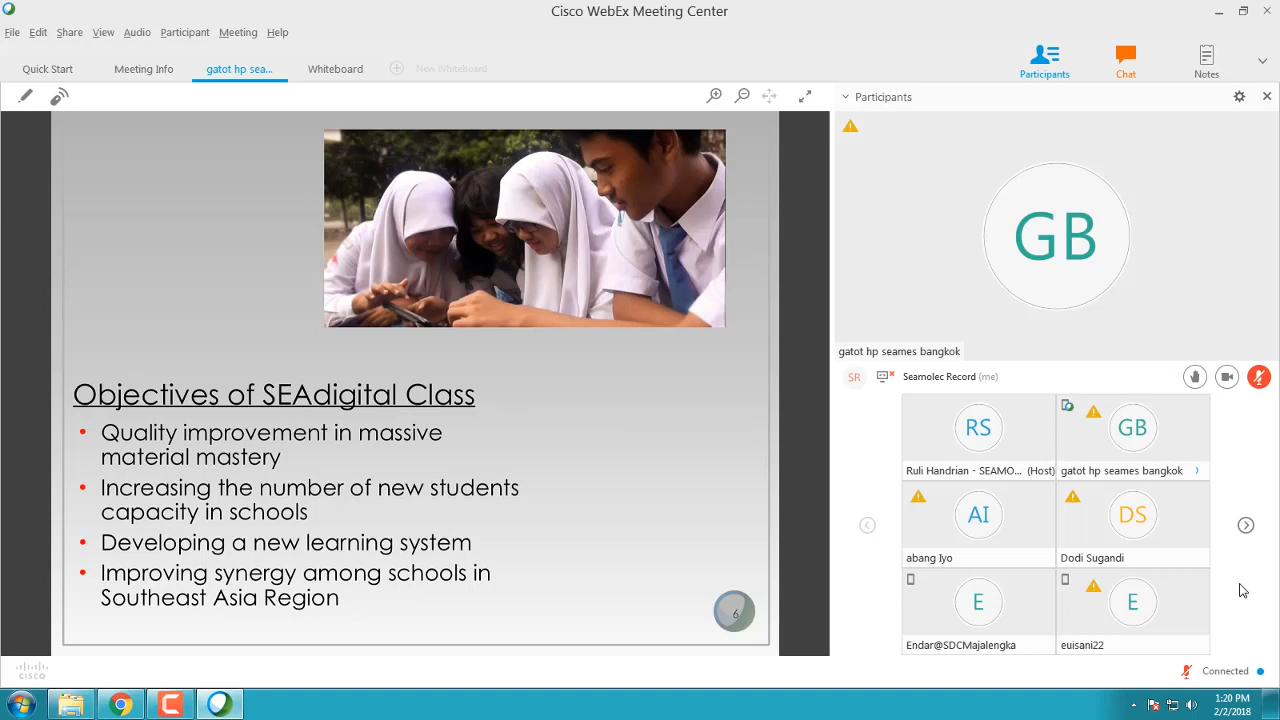 Cisco WebEx Meeting Center
File Edit Share View Audio Participant Meeting Help
Quick Start Meeting Info gatot hp sea... Whiteboard New Whiteboard
Participants Chat Notes
Participants
GB
gatot hp seames bangkok
SR Seamolec Record (me)
RS GB
Ruli Handrian - SEAMO... (Host) gatot hp seames bangkok
AI DS
abang Iyo Dodi Sugandi
E E
Endar@SDCMajalengka euisani22
Objectives of SEAdigital Class
• Quality improvement in massive
material mastery
• Increasing the number of new students
capacity in schools
• Developing a new learning system
• Improving synergy among schools in
Southeast Asia Region
6
CISCO
Connected
1:20 PM
2/2/2018